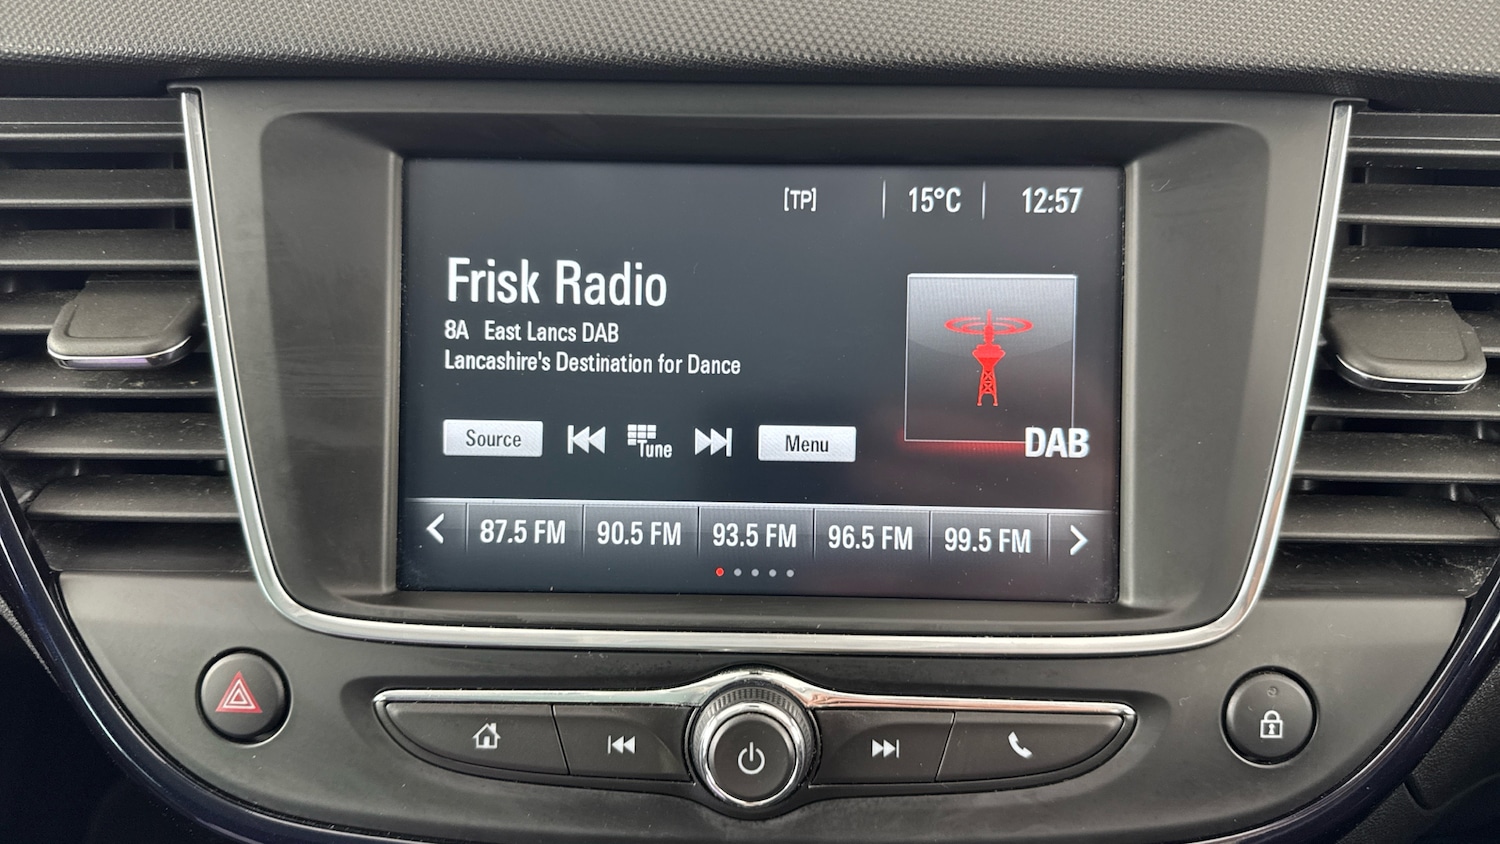 [TP] 15°C 12:57
Frisk Radio
8A East Lancs DAB
Lancashire's Destination for Dance
Source Tune Menu
DAB
87.5 FM 90.5 FM 93.5 FM 96.5 FM 99.5 FM